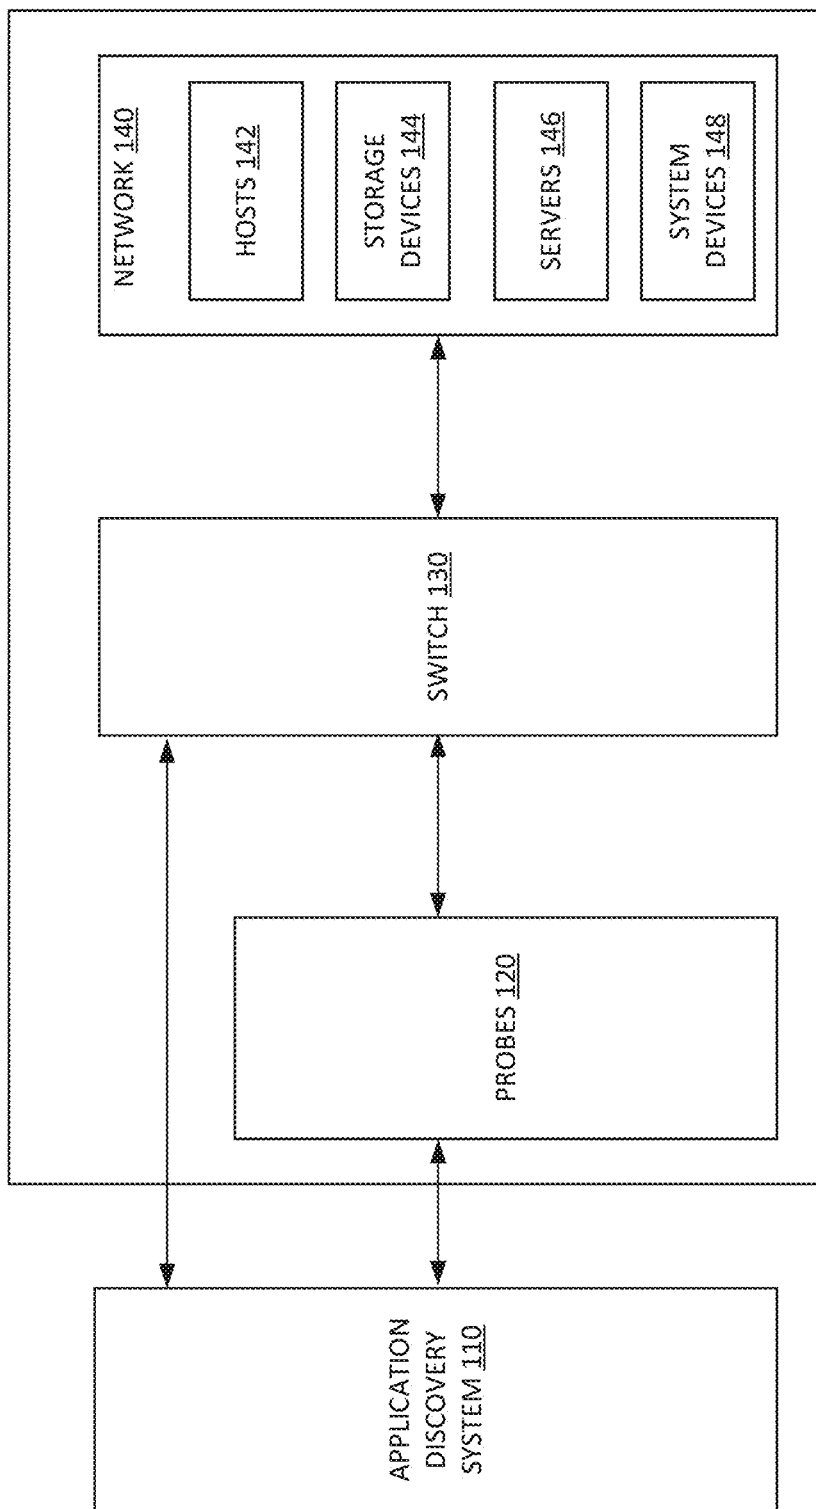 APPLICATION
DISCOVERY
SYSTEM 110
PROBES 120
SWITCH 130
NETWORK 140
HOSTS 142
STORAGE
DEVICES 144
SERVERS 146
SYSTEM
DEVICES 148